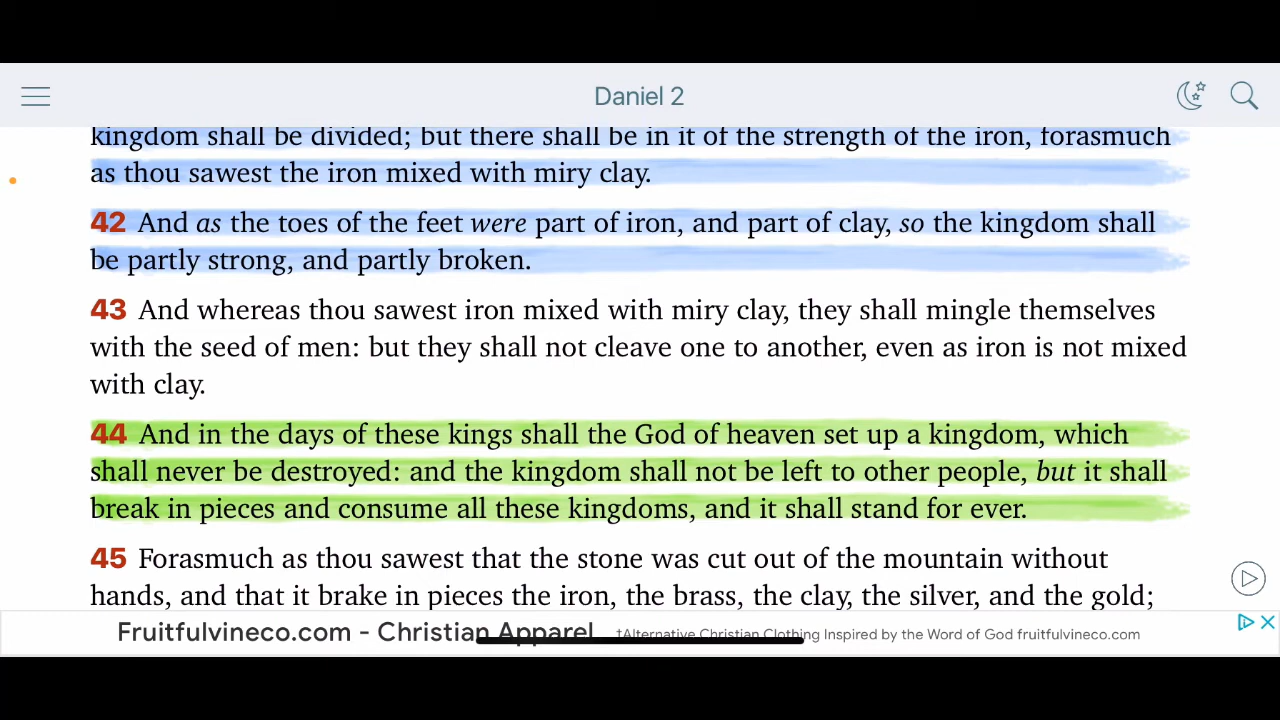 Daniel 2
kingdom shall be divided; but there shall be in it of the strength of the iron, forasmuch
as thou sawest the iron mixed with miry clay.
42 And as the toes of the feet were part of iron, and part of clay, so the kingdom shall
be partly strong, and partly broken.
43 And whereas thou sawest iron mixed with miry clay, they shall mingle themselves
with the seed of men: but they shall not cleave one to another, even as iron is not mixed
with clay.
44 And in the days of these kings shall the God of heaven set up a kingdom, which
shall never be destroyed: and the kingdom shall not be left to other people, but it shall
break in pieces and consume all these kingdoms, and it shall stand for ever.
45 Forasmuch as thou sawest that the stone was cut out of the mountain without
hands, and that it brake in pieces the iron, the brass, the clay, the silver, and the gold;
Fruitfulvineco.com - Christian Apparel †Alternative Christian Clothing Inspired by the Word of God fruitfulvineco.com